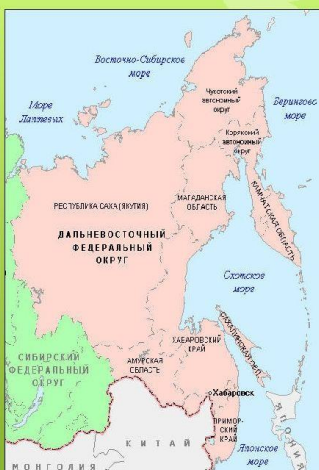 Восточно-Сибирское
море
Чукотский
автономный
округ
Берингово
море
Море
Лаптевых
Корякский
автономный
округ
РЕСПУБЛИКА САХА (ЯКУТИЯ)
МАГАДАНСКАЯ
ОБЛАСТЬ
КАМЧАТСКАЯ ОБЛАСТЬ
ДАЛЬНЕВОСТОЧНЫЙ
ФЕДЕРАЛЬНЫЙ
ОКРУГ
Охотское
море
САХАЛИНСКАЯ ОБЛ.
ХАБАРОВСКИЙ
КРАЙ
СИБИРСКИЙ
ФЕДЕРАЛЬНЫЙ
ОКРУГ
АМУРСКАЯ
ОБЛАСТЬ
Хабаровск
ПРИМОР-
СКИЙ
КРАЙ
ЯПОНИЯ
КИТАЙ
Японское
море
МОНГОЛИЯ